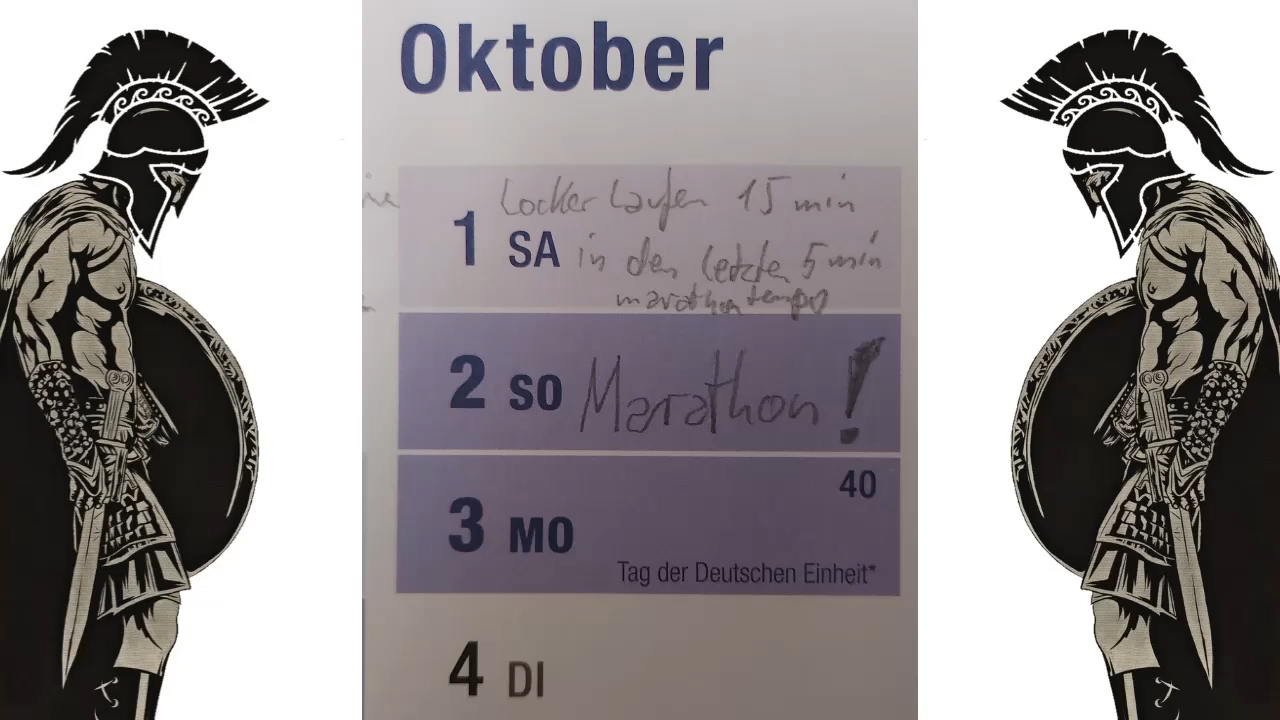 Oktober
Locker Laufen 15 min
1 SA in den letzten 5 min
marathontempo
2 SO Marathon!
40
3 MO
Tag der Deutschen Einheit*
4 DI